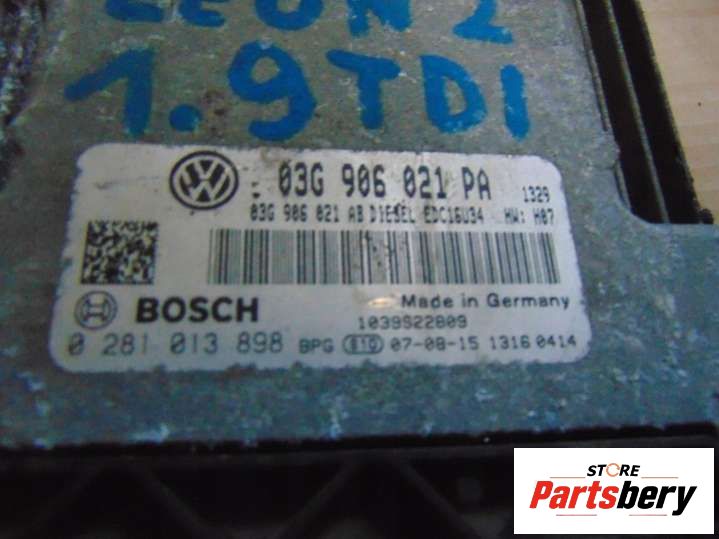 LEON 2
1.9TDI
03G 906 021 PA 1329
03G 906 021 AB DIESEL EDC16U34 HW: H07
BOSCH
Made in Germany
1039S22809
0 281 013 898 BPG 81Q 07-08-15 1316 0414
STORE
Partsbery